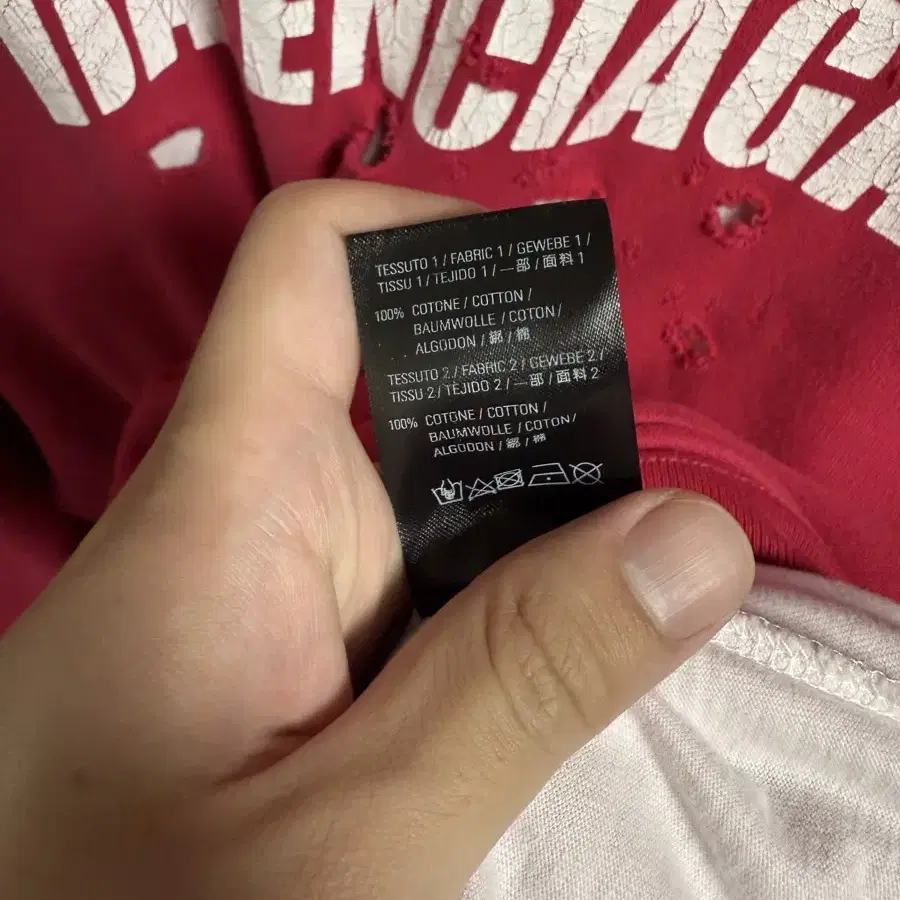 BALENCIAGA
TESSUTO 1 / FABRIC 1 / GEWEBE 1 /
TISSU 1 / TEJIDO 1 / 一部 / 面料 1
100% COTONE / COTTON /
BAUMWOLLE / COTON /
ALGODON / 綿 / 棉
TESSUTO 2 / FABRIC 2 / GEWEBE 2 /
TISSU 2 / TEJIDO 2 / 一部 / 面料 2
100% COTONE / COTTON /
BAUMWOLLE / COTON /
ALGODON / 綿 / 棉